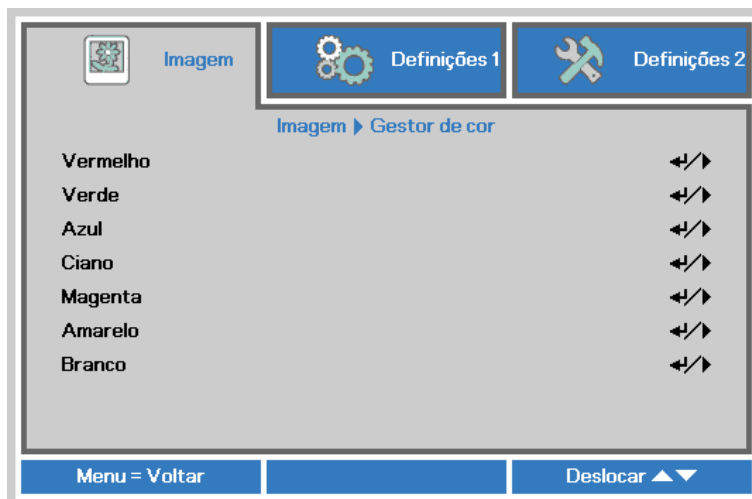 Imagem
Definições 1
Definições 2
Imagem Gestor de cor
Vermelho
Verde
Azul
Ciano
Magenta
Amarelo
Branco
Menu = Voltar
Deslocar